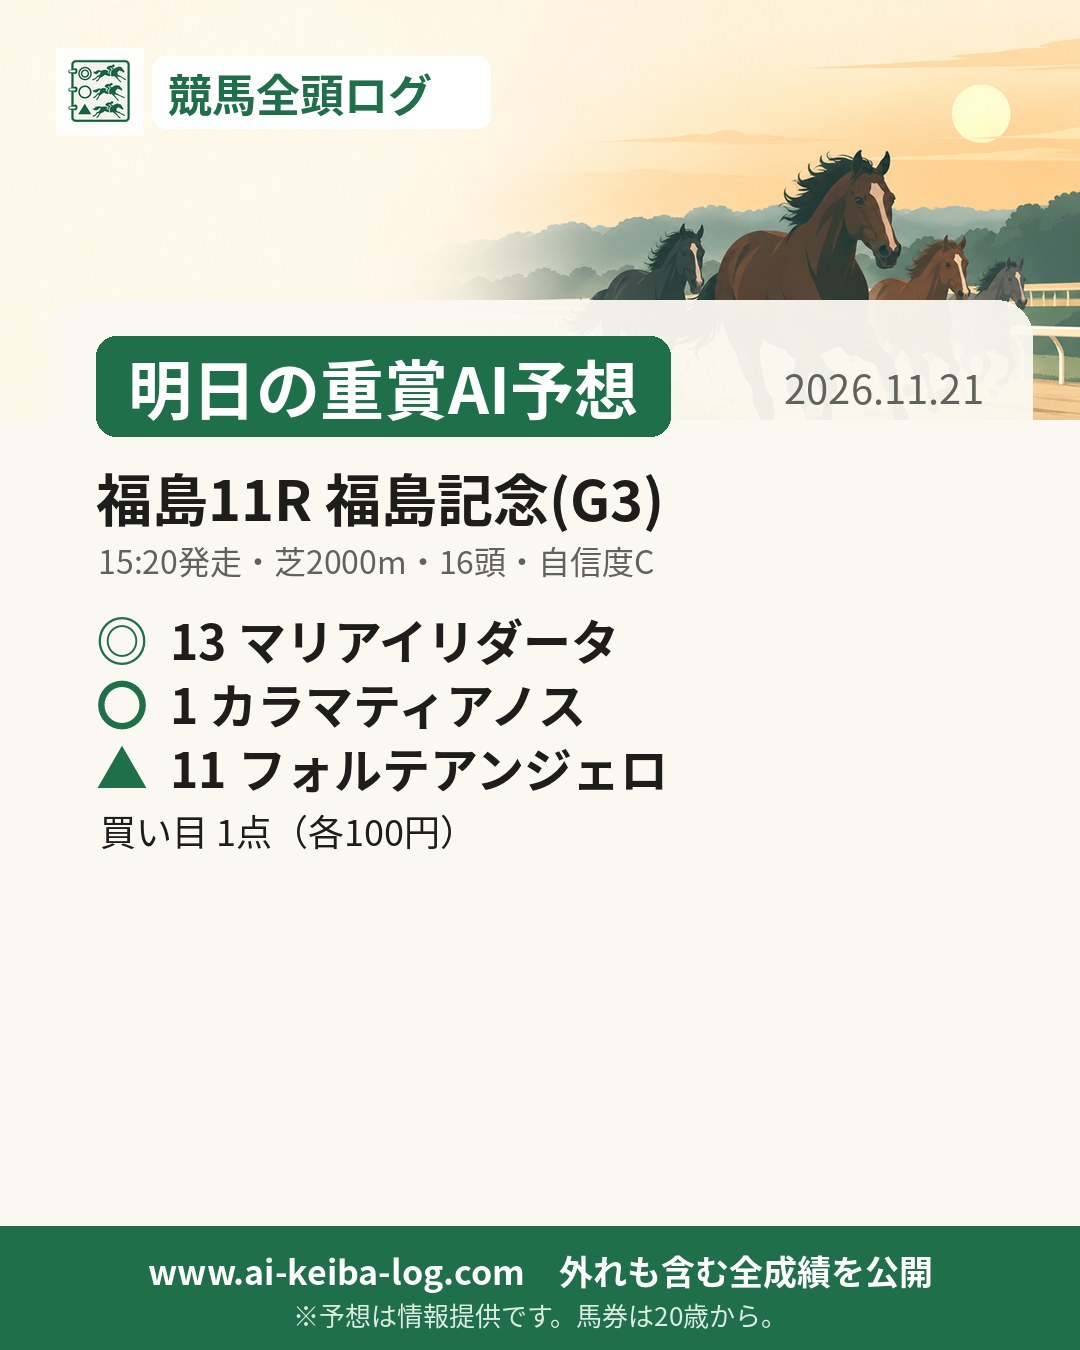 競馬全頭ログ
明日の重賞AI予想
2026.11.21
福島11R 福島記念(G3)
15:20発走・芝2000m・16頭・自信度C
◎ 13 マリアイリダータ
○ 1 カラマティアノス
▲ 11 フォルテアンジェロ
買い目 1点（各100円）
www.ai-keiba-log.com 外れも含む全成績を公開
※予想は情報提供です。馬券は20歳から。